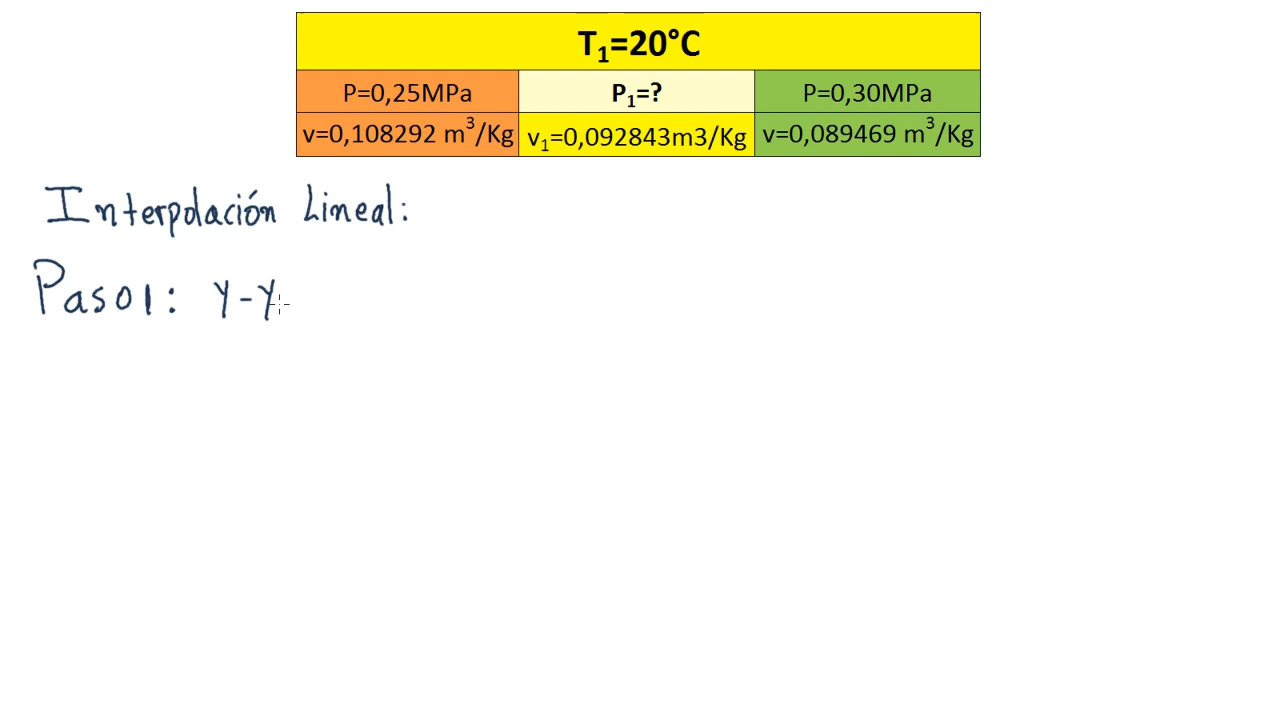 T₁=20°C
P=0,25MPa P₁=? P=0,30MPa
v=0,108292 m³/Kg v₁=0,092843m3/Kg v=0,089469 m³/Kg
Interpolación Lineal:
Paso1: y-y